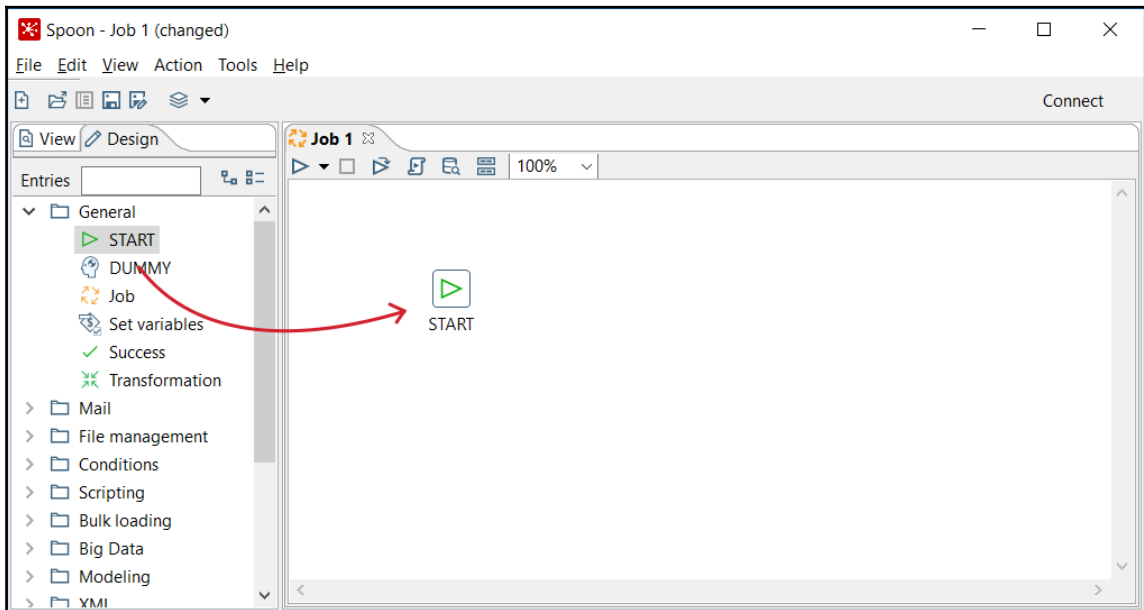 Spoon - Job 1 (changed)
File Edit View Action Tools Help
Connect
View Design
Job 1
Entries
100%
General
START
DUMMY
Job
Set variables
Success
Transformation
Mail
File management
Conditions
Scripting
Bulk loading
Big Data
Modeling
XML
START